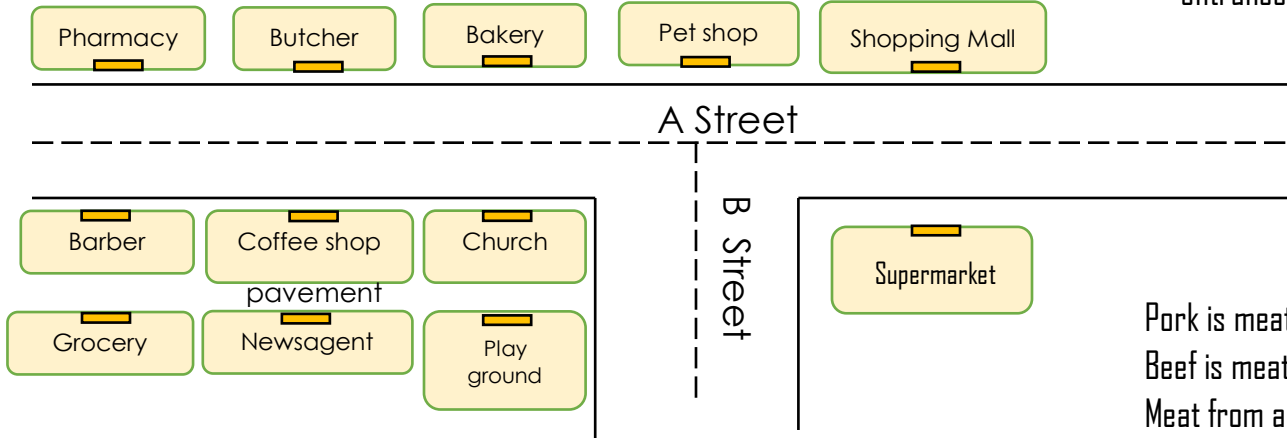 entrance
Pharmacy
Butcher
Bakery
Pet shop
Shopping Mall
A Street
B Street
Barber
Coffee shop
Church
Supermarket
pavement
Grocery
Newsagent
Play
ground
Pork is meat
Beef is meat
Meat from a